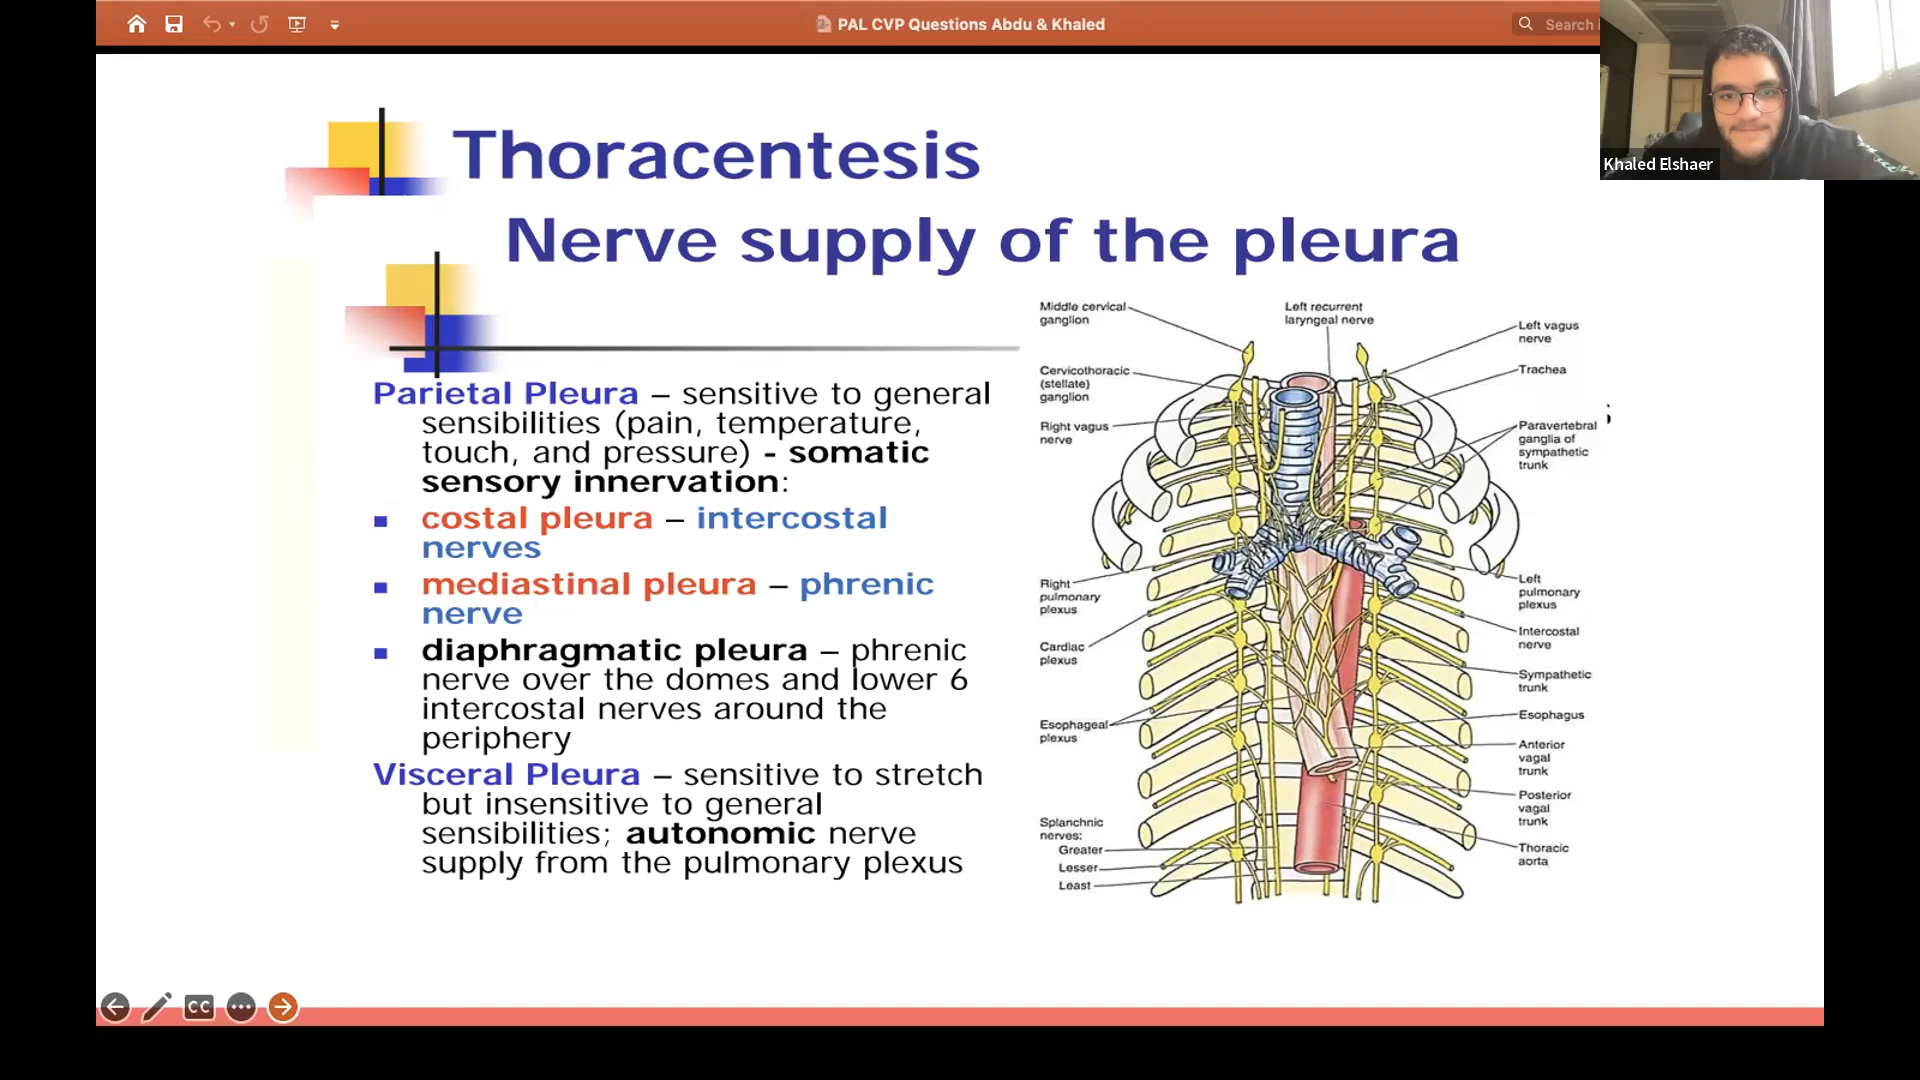 PAL CVP Questions Abdu & Khaled
Search
Khaled Elshaer
Thoracentesis
Nerve supply of the pleura
Parietal Pleura – sensitive to general
sensibilities (pain, temperature,
touch, and pressure) - somatic
sensory innervation:
costal pleura – intercostal
nerves
mediastinal pleura – phrenic
nerve
diaphragmatic pleura – phrenic
nerve over the domes and lower 6
intercostal nerves around the
periphery
Visceral Pleura – sensitive to stretch
but insensitive to general
sensibilities; autonomic nerve
supply from the pulmonary plexus
Middle cervical
ganglion
Cervicothoracic
(stellate)
ganglion
Right vagus
nerve
Right
pulmonary
plexus
Cardiac
plexus
Esophageal
plexus
Splanchnic
nerves:
Greater
Lesser
Least
Left recurrent
laryngeal nerve
Left vagus
nerve
Trachea
Paravertebral
ganglia of
sympathetic
trunk
Left
pulmonary
plexus
Intercostal
nerve
Sympathetic
trunk
Esophagus
Anterior
vagal
trunk
Posterior
vagal
trunk
Thoracic
aorta
CC